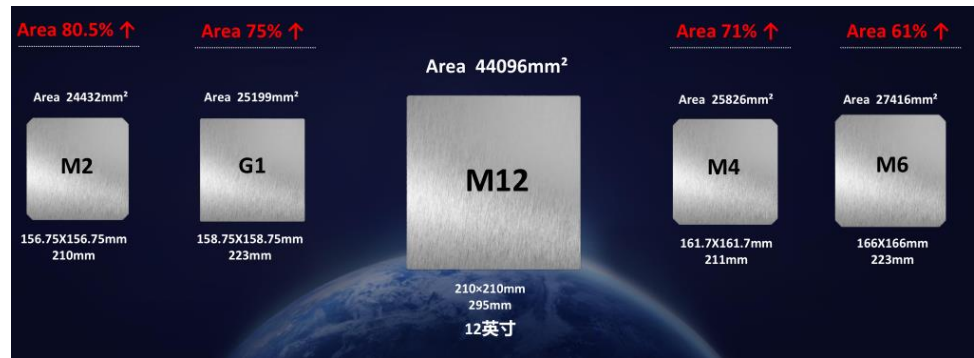 Area 80.5% ↑
Area 75% ↑
Area 71% ↑
Area 61% ↑
Area 44096mm²
Area 24432mm²
Area 25199mm²
Area 25826mm²
Area 27416mm²
M2
G1
M12
M4
M6
156.75X156.75mm
210mm
158.75X158.75mm
223mm
161.7X161.7mm
211mm
166X166mm
223mm
210×210mm
295mm
12英寸